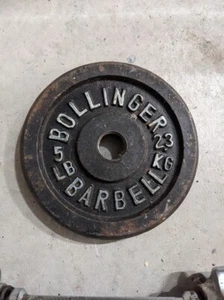 BOLLINGER
5 LB
2.3 KG
BARBELL